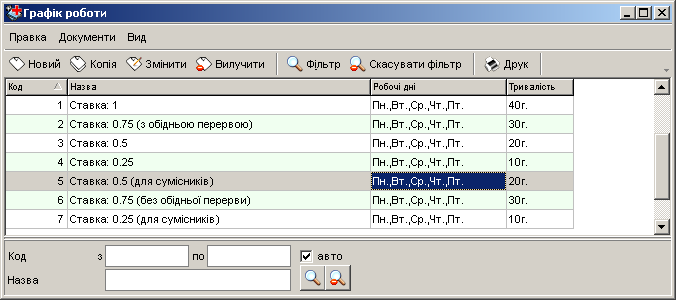 Графік роботи
Правка Документи Вид
Новий Копія Змінити Вилучити Фільтр Скасувати фільтр Друк
Код Назва Робочі дні Тривалість
1 Ставка: 1 Пн.,Вт.,Ср.,Чт.,Пт. 40г.
2 Ставка: 0.75 (з обідньою перервою) Пн.,Вт.,Ср.,Чт.,Пт. 30г.
3 Ставка: 0.5 Пн.,Вт.,Ср.,Чт.,Пт. 20г.
4 Ставка: 0.25 Пн.,Вт.,Ср.,Чт.,Пт. 10г.
5 Ставка: 0.5 (для сумісників) Пн.,Вт.,Ср.,Чт.,Пт. 20г.
6 Ставка: 0.75 (без обідньої перерви) Пн.,Вт.,Ср.,Чт.,Пт. 30г.
7 Ставка: 0.25 (для сумісників) Пн.,Вт.,Ср.,Чт.,Пт. 10г.
Код з по авто
Назва